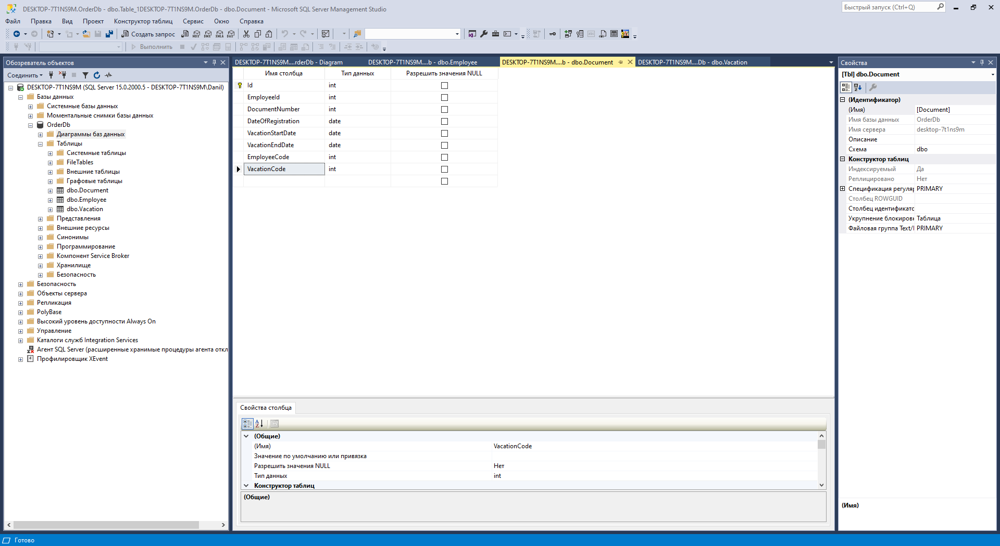 DESKTOP-7T1NS9M.OrderDb - dbo.Table_1DESKTOP-7T1NS9M.OrderDb - dbo.Document - Microsoft SQL Server Management Studio
Быстрый запуск (Ctrl+Q)
Файл Правка Вид Проект Конструктор таблиц Сервис Окно Справка
Создать запрос
Выполнить
Обозреватель объектов
Соединить
DESKTOP-7T1NS9M (SQL Server 15.0.2000.5 - DESKTOP-7T1NS9M\Danil)
Базы данных
Системные базы данных
Моментальные снимки базы данных
OrderDb
Диаграммы баз данных
Таблицы
Системные таблицы
FileTables
Внешние таблицы
Графовые таблицы
dbo.Document
dbo.Employee
dbo.Vacation
Представления
Внешние ресурсы
Синонимы
Программирование
Компонент Service Broker
Хранилище
Безопасность
Безопасность
Объекты сервера
Репликация
PolyBase
Высокий уровень доступности Always On
Управление
Каталоги служб Integration Services
Агент SQL Server (расширенные хранимые процедуры агента откл
Профилировщик XEvent
DESKTOP-7T1NS9M....rderDb - Diagram DESKTOP-7T1NS9M....b - dbo.Employee DESKTOP-7T1NS9M....b - dbo.Document DESKTOP-7T1NS9M....Db - dbo.Vacation
Имя столбца Тип данных Разрешить значения NULL
Id int
EmployeeId int
DocumentNumber int
DateOfRegistration date
VacationStartDate date
VacationEndDate date
EmployeeCode int
VacationCode int
Свойства столбца
(Общие)
(Имя) VacationCode
Значение по умолчанию или привязка
Разрешить значения NULL Нет
Тип данных int
Конструктор таблиц
(Общие)
Свойства
[Tbl] dbo.Document
(Идентификатор)
(Имя) [Document]
Имя базы данных OrderDb
Имя сервера desktop-7t1ns9m
Описание
Схема dbo
Конструктор таблиц
Индексируемый Да
Реплицировано Нет
Спецификация регуляр PRIMARY
Столбец ROWGUID
Столбец идентификатс
Укрупнение блокировк Таблица
Файловая группа Text/I PRIMARY
(Имя)
Готово